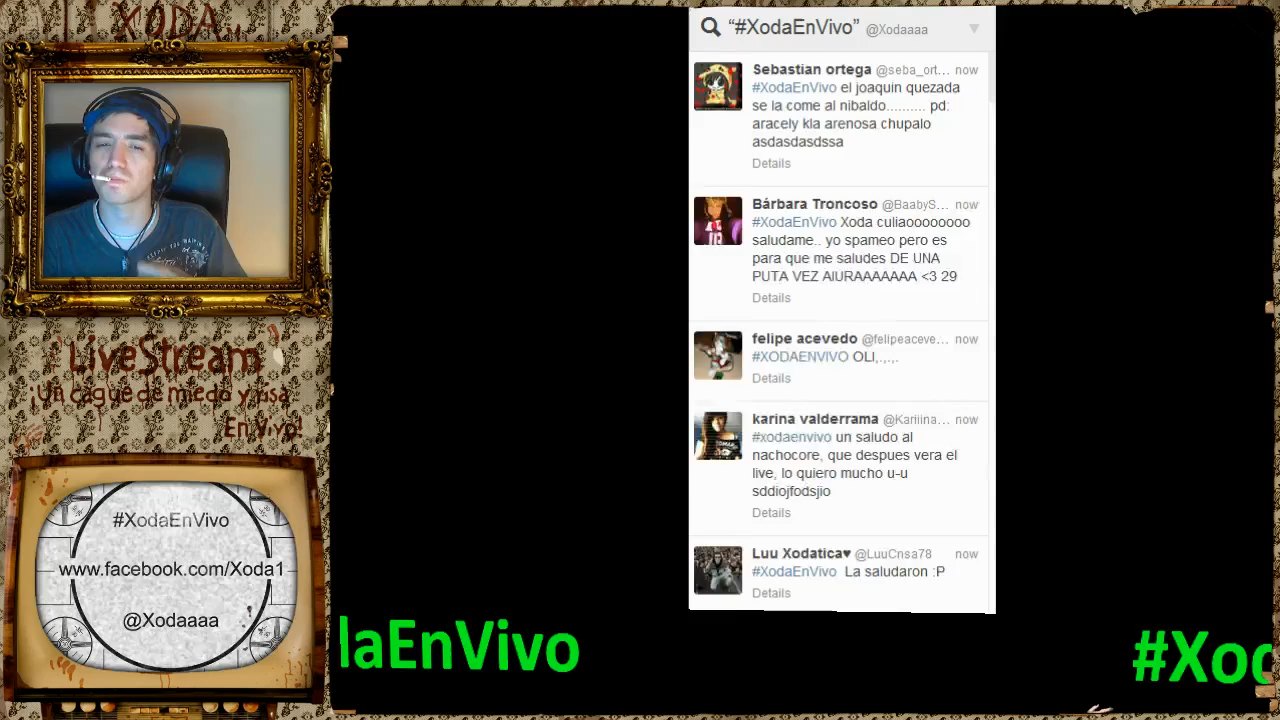 XODA...
LiveStream
¡Un cague de miedo y risa
En Vivo!
#XodaEnVivo
www.facebook.com/Xoda1
@Xodaaaa
“#XodaEnVivo” @Xodaaaa
Sebastian ortega @seba_ort... now
#XodaEnVivo el joaquin quezada
se la come al nibaldo......... pd:
aracely kla arenosa chupalo
asdasdasdssa
Details
Bárbara Troncoso @BaabyS... now
#XodaEnVivo Xoda culiaoooooooo
saludame.. yo spameo pero es
para que me saludes DE UNA
PUTA VEZ AIURAAAAAAA <3 29
Details
felipe acevedo @felipeaceve... now
#XODAENVIVO OLI,.,.,.
Details
karina valderrama @Kariiina... now
#xodaenvivo un saludo al
nachocore, que despues vera el
live, lo quiero mucho u-u
sddiojfodsjio
Details
Luu Xodatica♥ @LuuCnsa78 now
#XodaEnVivo La saludaron :P
Details
daEnVivo
#Xod